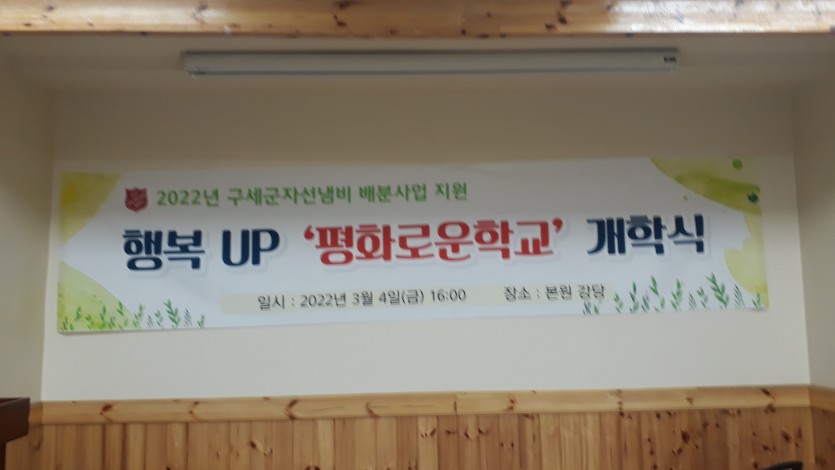 2022년 구세군자선냄비 배분사업 지원
행복 UP '평화로운학교' 개학식
일시 : 2022년 3월 4일(금) 16:00 장소 : 본원 강당